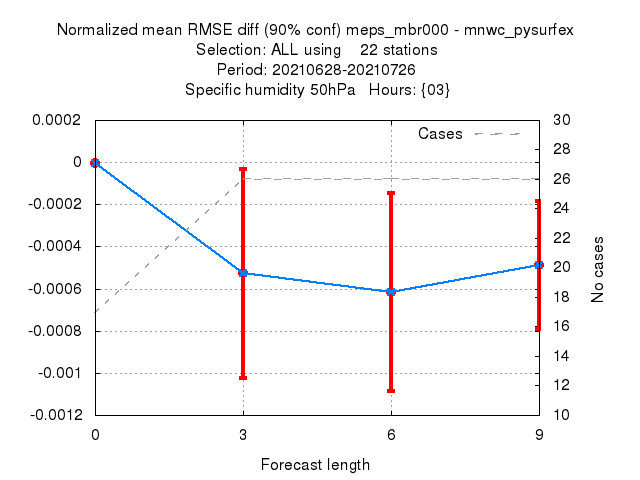 Normalized mean RMSE diff (90% conf) meps_mbr000 - mnwc_pysurfex
Selection: ALL using 22 stations
Period: 20210628-20210726
Specific humidity 50hPa Hours: {03}
Cases
0.0002
0
-0.0002
-0.0004
-0.0006
-0.0008
-0.001
-0.0012
30
28
26
24
22
20
18
16
14
12
10
No cases
0 3 6 9
Forecast length